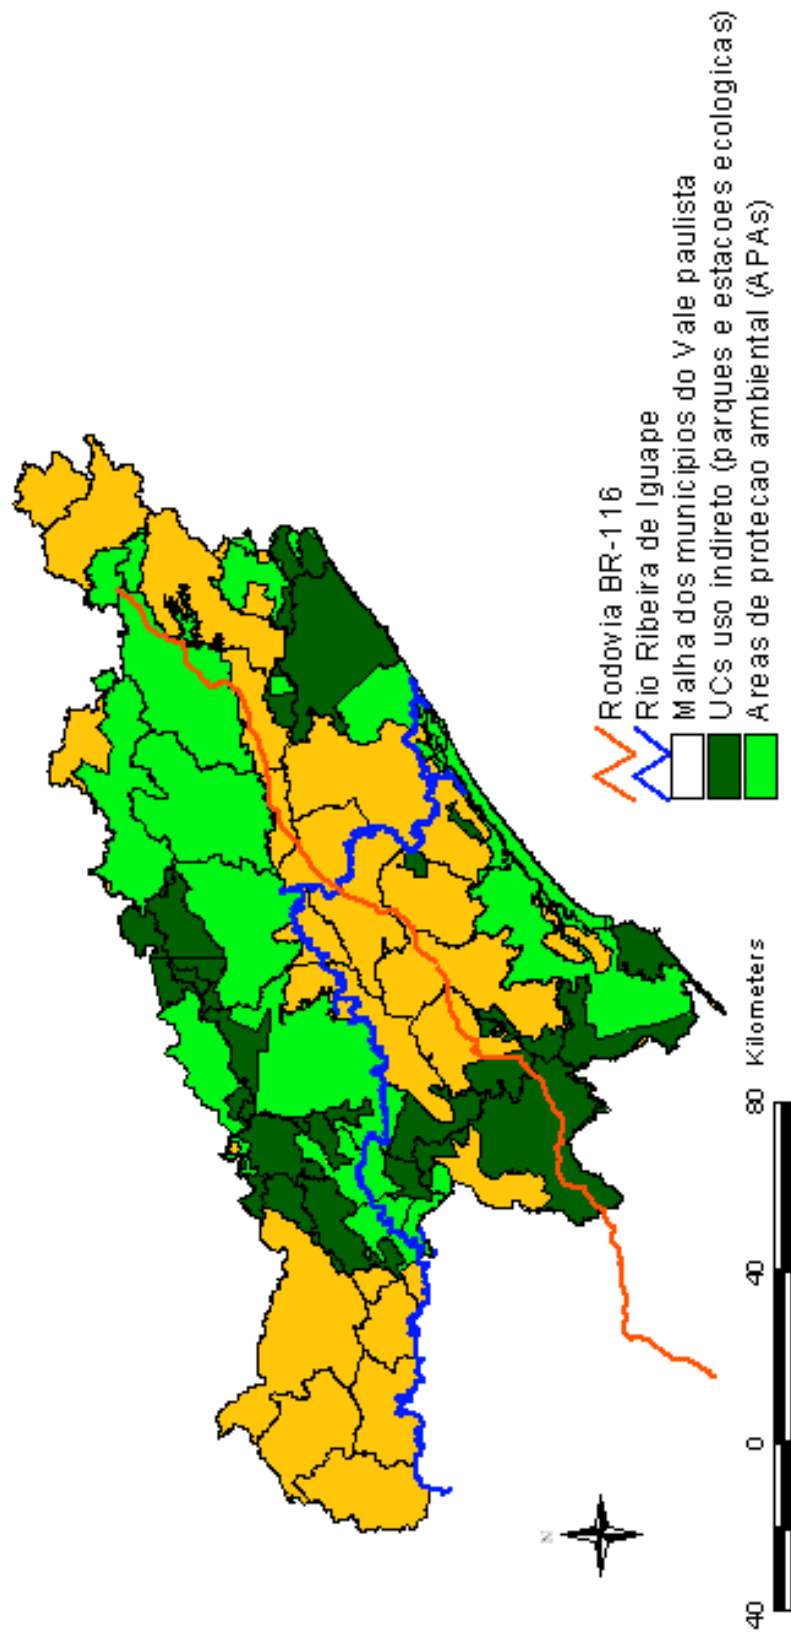 Rodovia BR-116
Rio Ribeira de Iguape
Malha dos municipios do Vale paulista
UCs uso indireto (parques e estacoes ecologicas)
Areas de protecao ambiental (APAs)
N
40 0 40 80 Kilometers